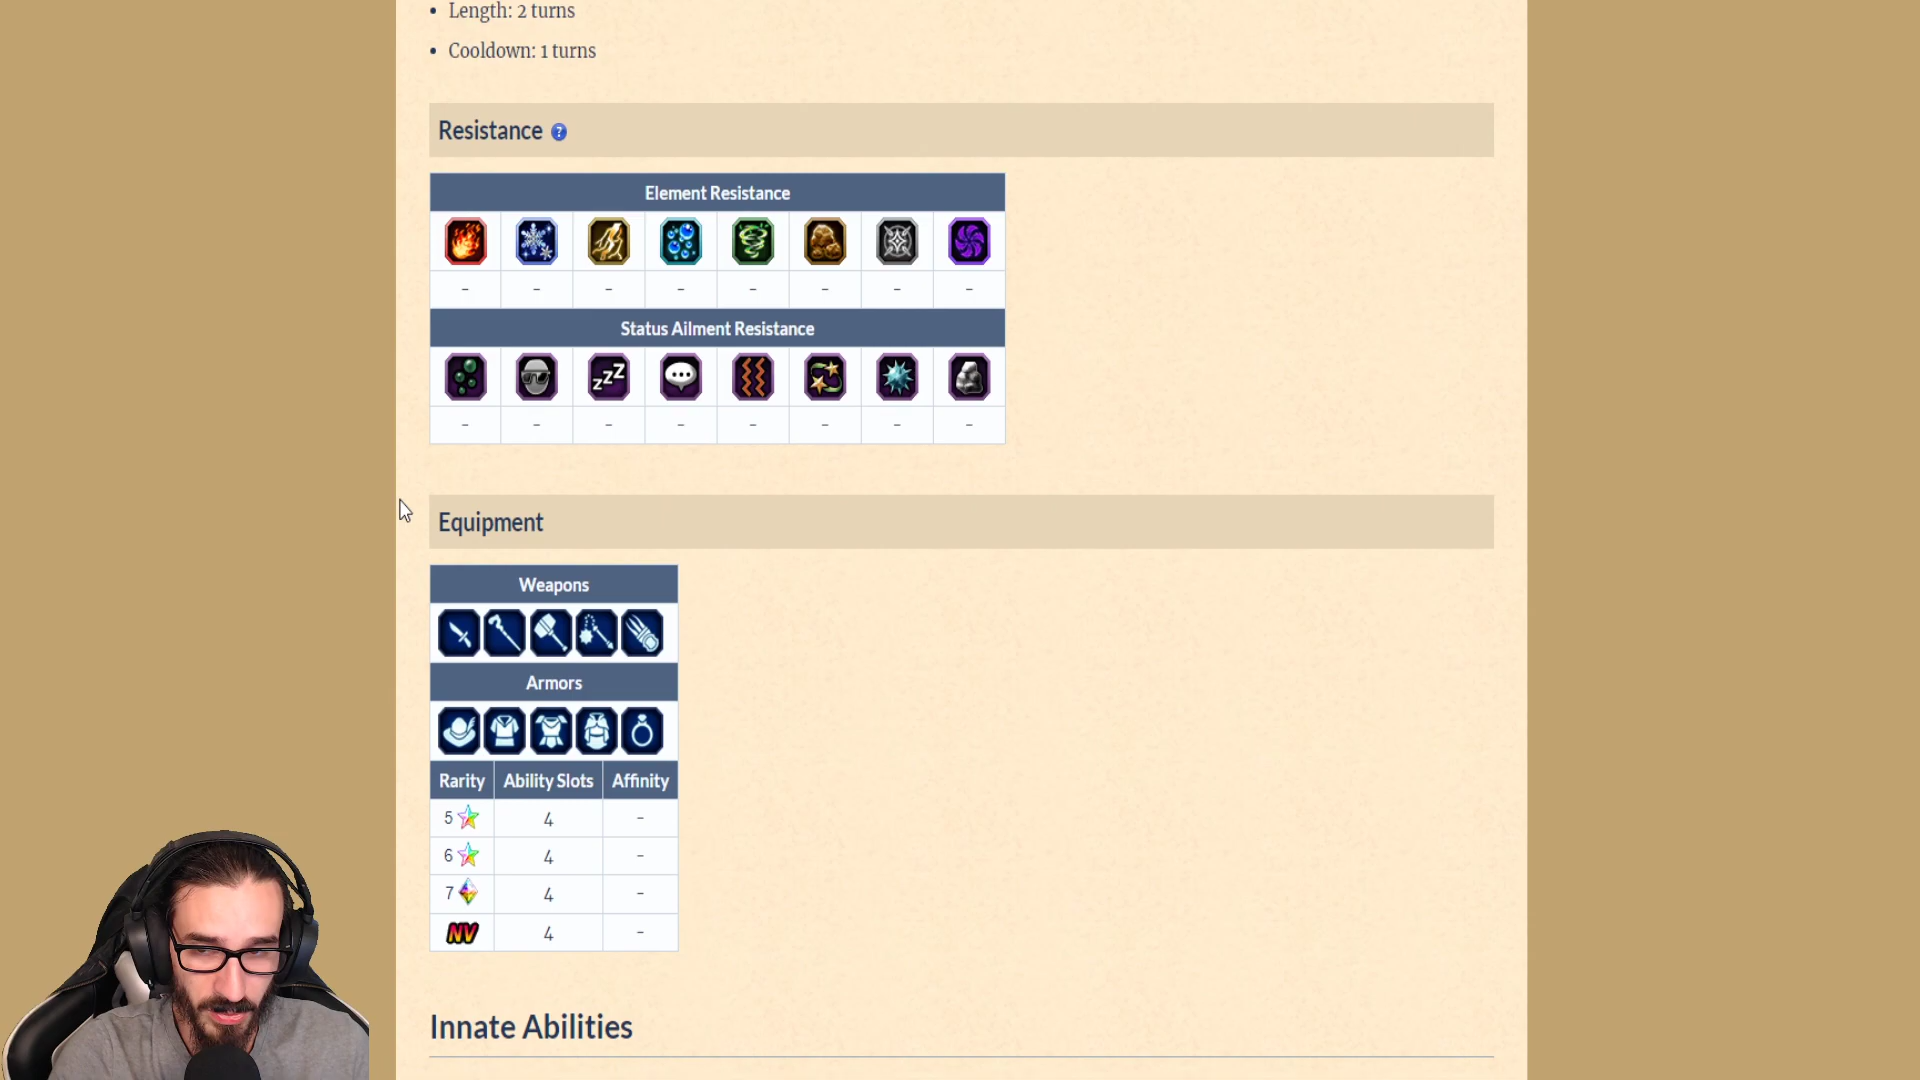 Length: 2 turns
Cooldown: 1 turns
Resistance ?
Element Resistance
- - - - - - - -
Status Ailment Resistance
zzZ
- - - - - - - -
Equipment
Weapons
Armors
Rarity Ability Slots Affinity
5 4 -
6 4 -
7 4 -
NV 4 -
Innate Abilities